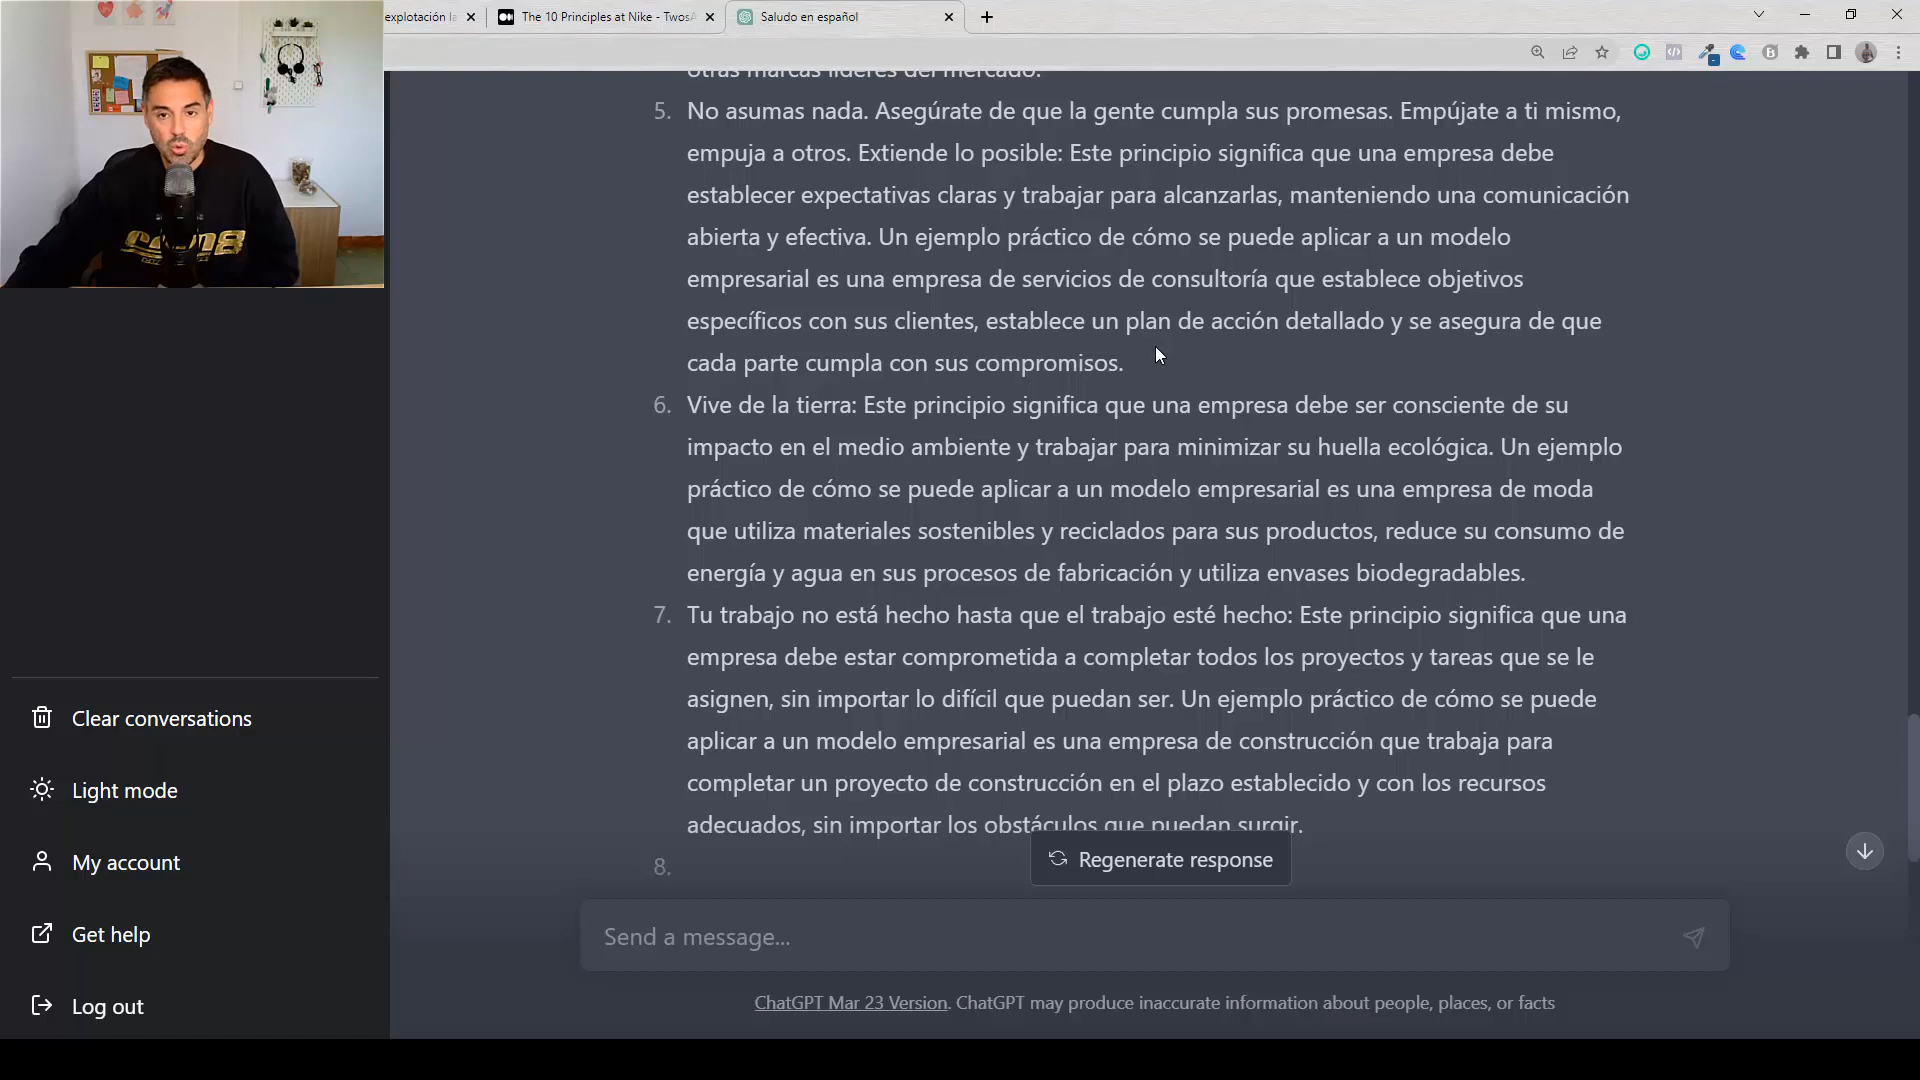 explotación la
The 10 Principles at Nike - TwosA
Saludo en español
otras marcas líderes del mercado.
5. No asumas nada. Asegúrate de que la gente cumpla sus promesas. Empújate a ti mismo,
empuja a otros. Extiende lo posible: Este principio significa que una empresa debe
establecer expectativas claras y trabajar para alcanzarlas, manteniendo una comunicación
abierta y efectiva. Un ejemplo práctico de cómo se puede aplicar a un modelo
empresarial es una empresa de servicios de consultoría que establece objetivos
específicos con sus clientes, establece un plan de acción detallado y se asegura de que
cada parte cumpla con sus compromisos.
6. Vive de la tierra: Este principio significa que una empresa debe ser consciente de su
impacto en el medio ambiente y trabajar para minimizar su huella ecológica. Un ejemplo
práctico de cómo se puede aplicar a un modelo empresarial es una empresa de moda
que utiliza materiales sostenibles y reciclados para sus productos, reduce su consumo de
energía y agua en sus procesos de fabricación y utiliza envases biodegradables.
7. Tu trabajo no está hecho hasta que el trabajo esté hecho: Este principio significa que una
empresa debe estar comprometida a completar todos los proyectos y tareas que se le
asignen, sin importar lo difícil que puedan ser. Un ejemplo práctico de cómo se puede
aplicar a un modelo empresarial es una empresa de construcción que trabaja para
completar un proyecto de construcción en el plazo establecido y con los recursos
adecuados, sin importar los obstáculos que puedan surgir.
8.
Regenerate response
Send a message...
ChatGPT Mar 23 Version. ChatGPT may produce inaccurate information about people, places, or facts
Clear conversations
Light mode
My account
Get help
Log out